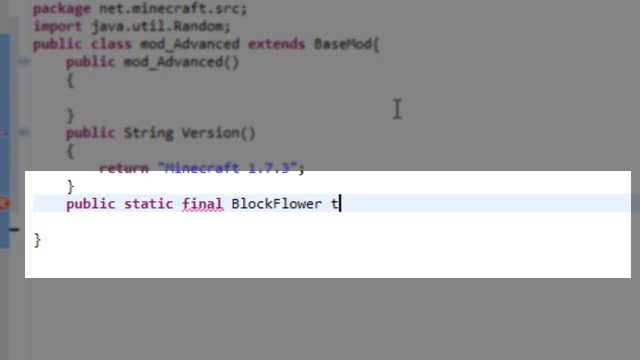 package net.minecraft.src;
import java.util.Random;
public class mod_Advanced extends BaseMod{
public mod_Advanced()
{
}
public String Version()
{
return "Minecraft 1.7.3";
}
public static final BlockFlower t
}